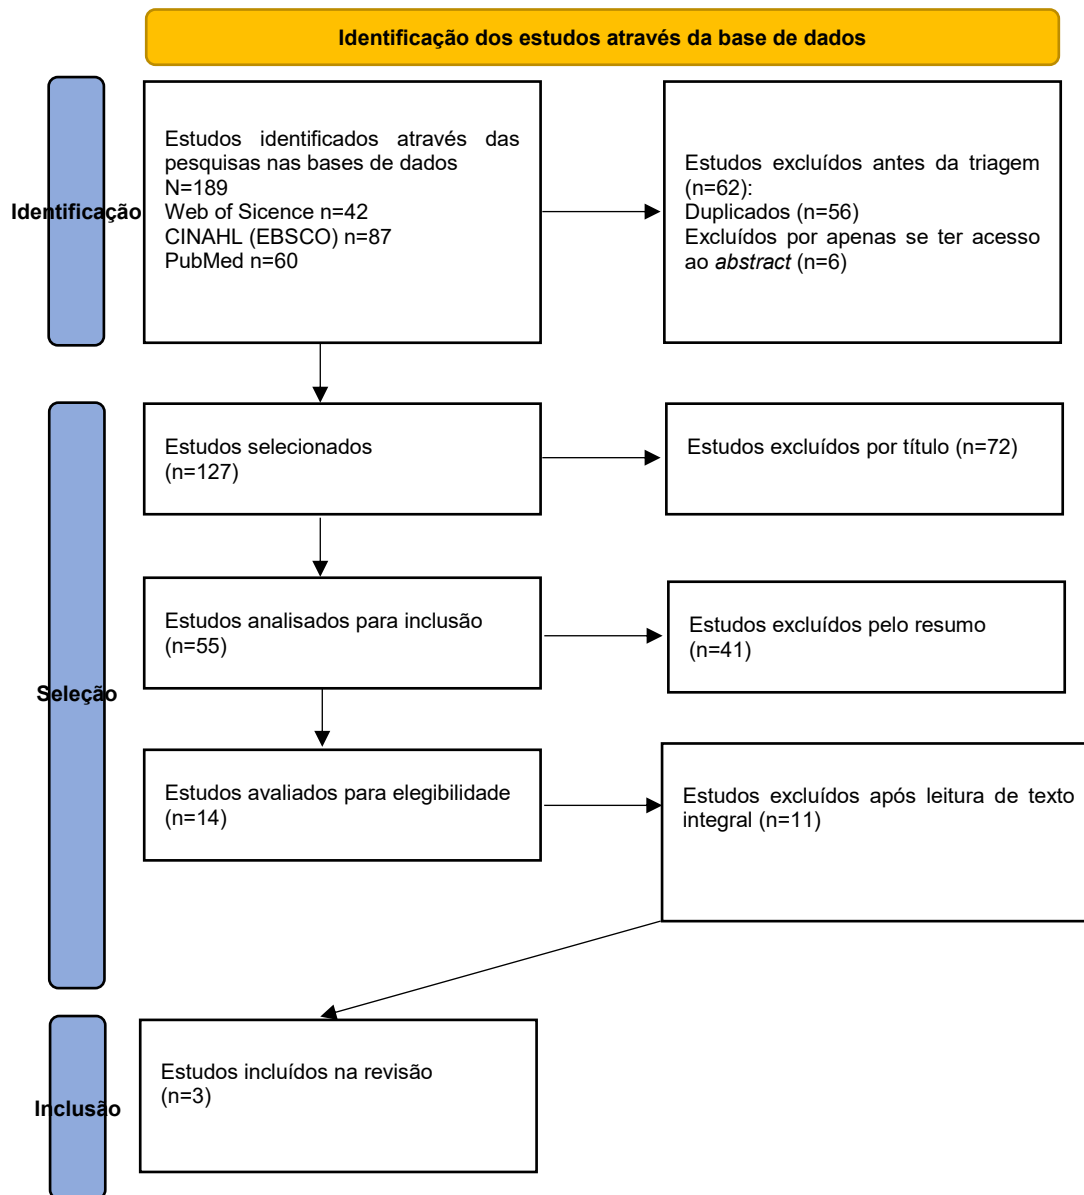 Identificação dos estudos através da base de dados
Identificação
Estudos identificados através das
pesquisas nas bases de dados
N=189
Web of Sicence n=42
CINAHL (EBSCO) n=87
PubMed n=60
Estudos excluídos antes da triagem
(n=62):
Duplicados (n=56)
Excluídos por apenas se ter acesso
ao abstract (n=6)
Seleção
Estudos selecionados
(n=127)
Estudos excluídos por título (n=72)
Estudos analisados para inclusão
(n=55)
Estudos excluídos pelo resumo
(n=41)
Estudos avaliados para elegibilidade
(n=14)
Estudos excluídos após leitura de texto
integral (n=11)
Inclusão
Estudos incluídos na revisão
(n=3)